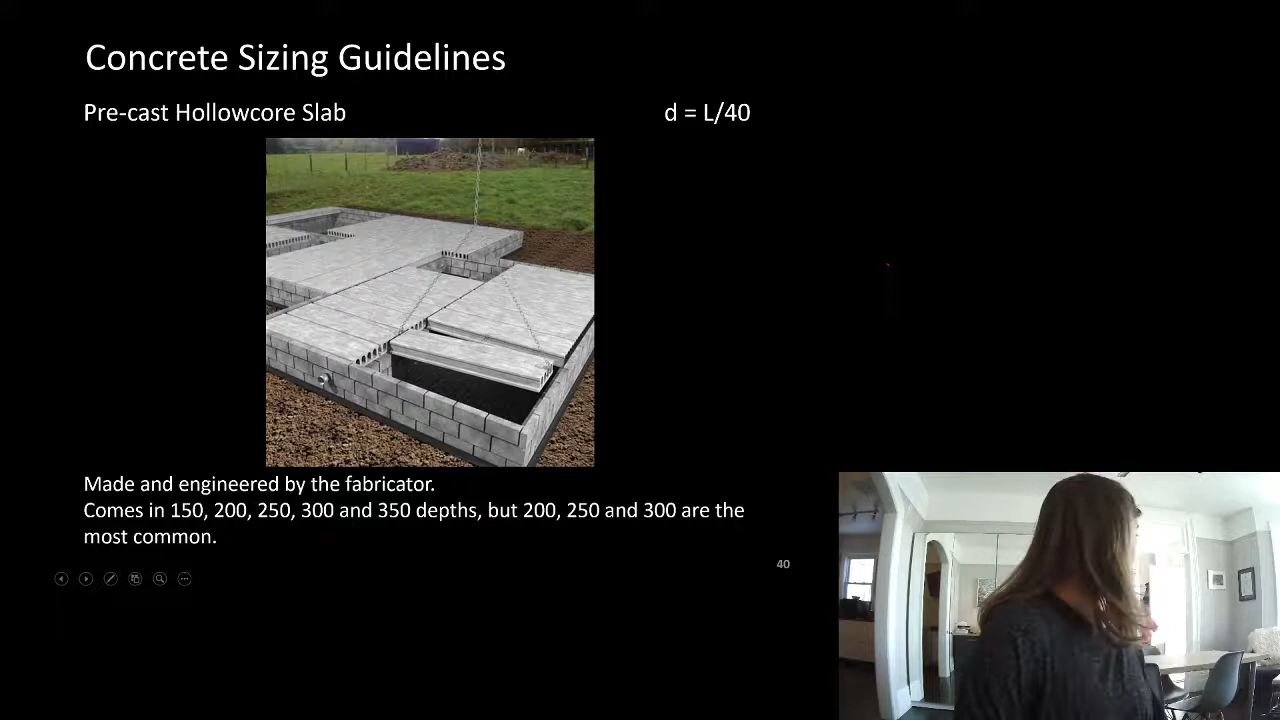 Concrete Sizing Guidelines
Pre-cast Hollowcore Slab d = L/40
Made and engineered by the fabricator.
Comes in 150, 200, 250, 300 and 350 depths, but 200, 250 and 300 are the
most common.
40